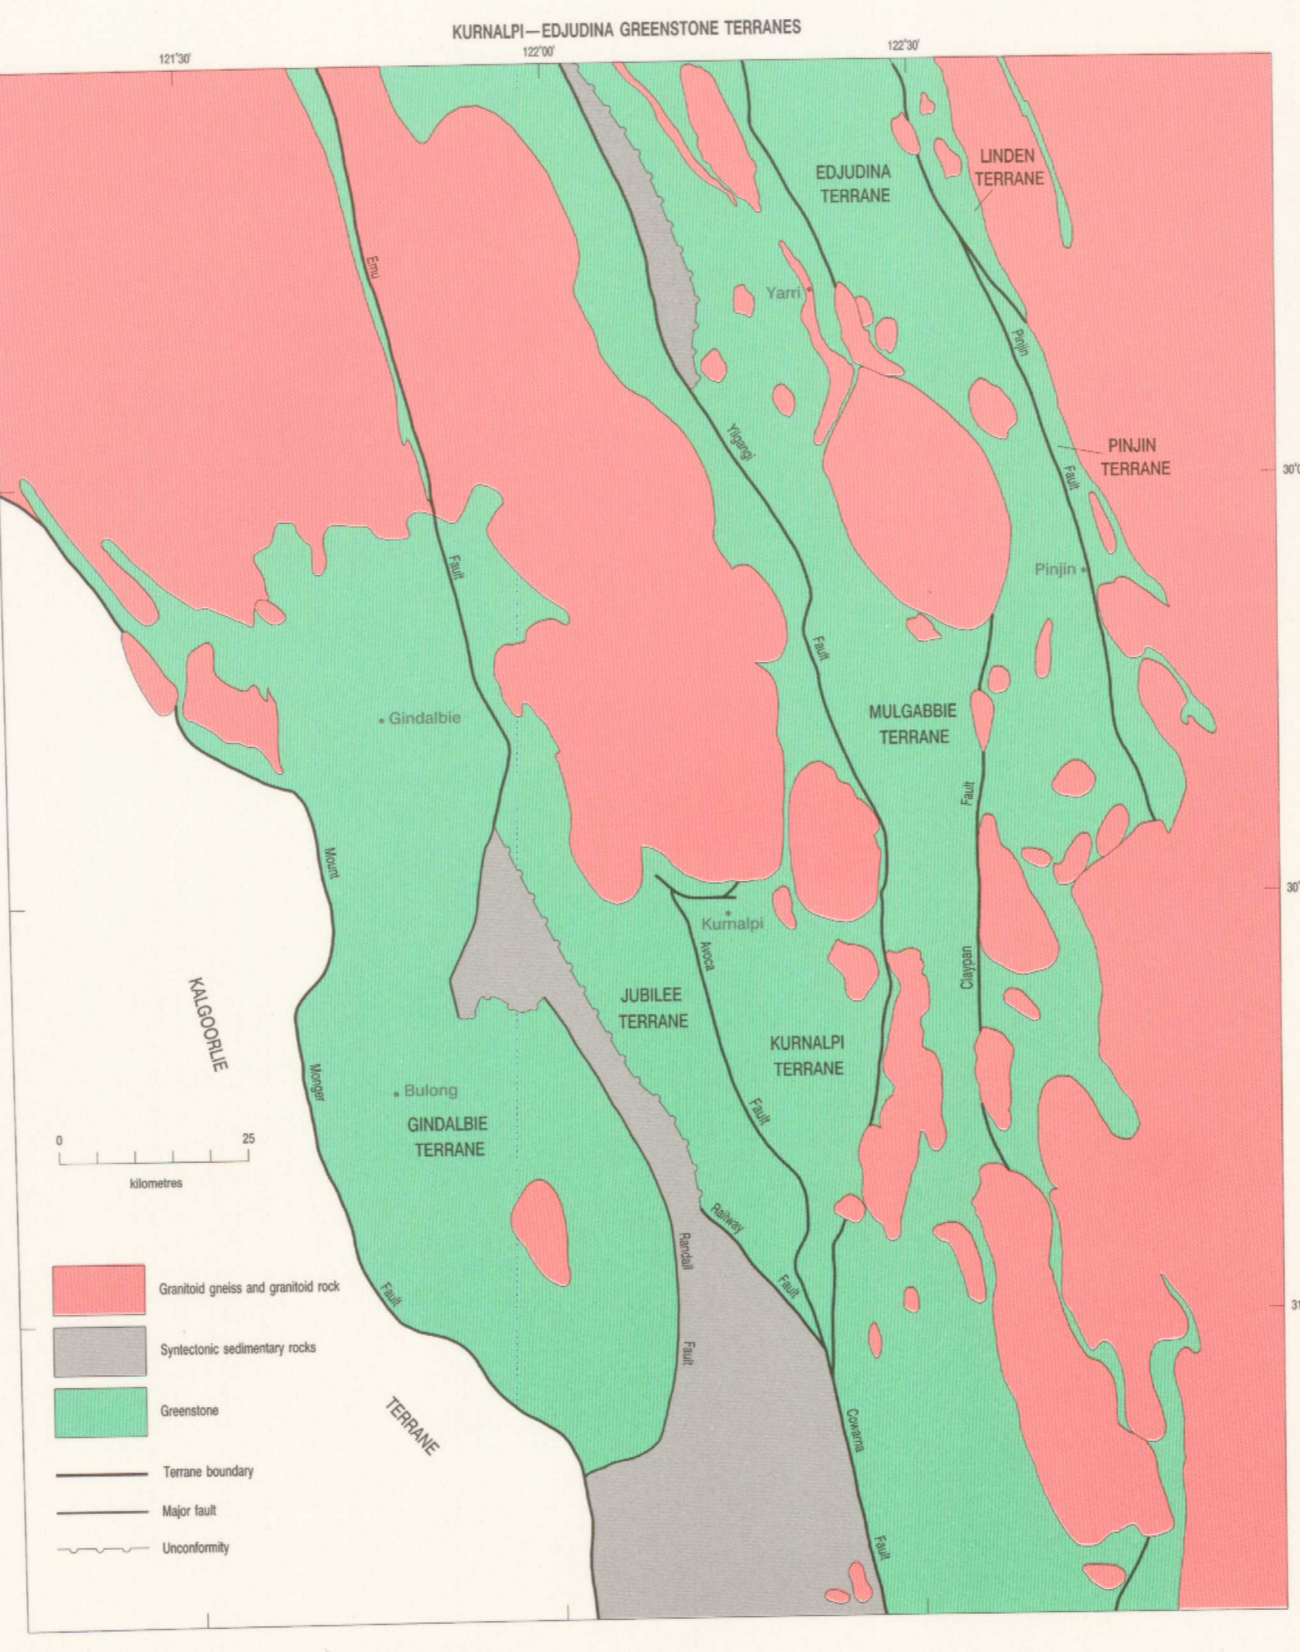 KURNALPI—EDJUDINA GREENSTONE TERRANES
121°30'
122°00'
122°30'
LINDEN
TERRANE
EDJUDINA
TERRANE
Emu
Yarri
Pinjin
Yilgangi
PINJIN
TERRANE
Fault
30°0
Fault
Pinjin
Fault
Gindalbie
MULGABBIE
TERRANE
Fault
Mount
30'
Kurnalpi
Avoca
Claypan
KALGOORLIE
JUBILEE
TERRANE
KURNALPI
TERRANE
Monger
Bulong
GINDALBIE
TERRANE
Fault
0 25
kilometres
Railway
Randall
Fault
Granitoid gneiss and granitoid rock
Fault
31
Syntectonic sedimentary rocks
Fault
Greenstone
TERRANE
Cowarna
Terrane boundary
Major fault
Unconformity
Fault